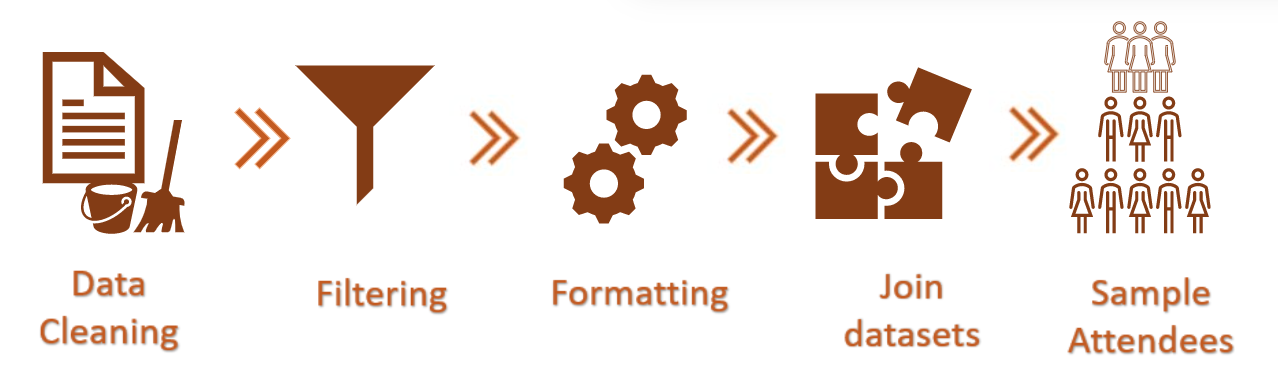 Data
Cleaning
Filtering
Formatting
Join
datasets
Sample
Attendees